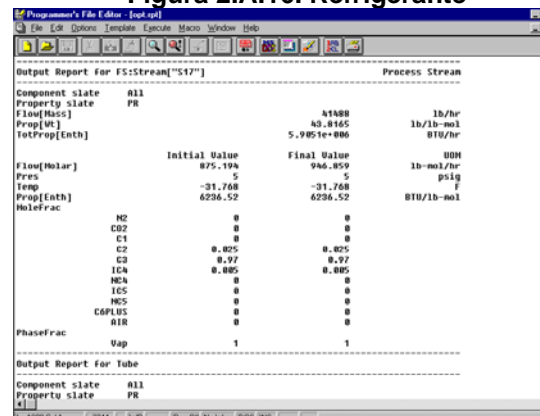 Figura 2.A.10. Refrigerante
Programmer's File Editor - [opt.rpt]
File Edit Options Template Execute Macro Window Help
Output Report for FS:Stream["S17"] Process Stream
Component slate All
Property slate PR
Flow[Mass] 41488 lb/hr
Prop[Wt] 43.8165 lb/lb-mol
TotProp[Enth] 5.9051e+006 BTU/hr
Initial Value Final Value UOM
Flow[Molar] 875.194 946.859 lb-mol/hr
Pres 5 5 psig
Temp -31.768 -31.768 F
Prop[Enth] 6236.52 6236.52 BTU/lb-mol
MoleFrac
N2 0 0
CO2 0 0
C1 0 0
C2 0.025 0.025
C3 0.97 0.97
IC4 0.005 0.005
NC4 0 0
IC5 0 0
NC5 0 0
C6PLUS 0 0
AIR 0 0
PhaseFrac
Vap 1 1
Output Report for Tube
Component slate All
Property slate PR